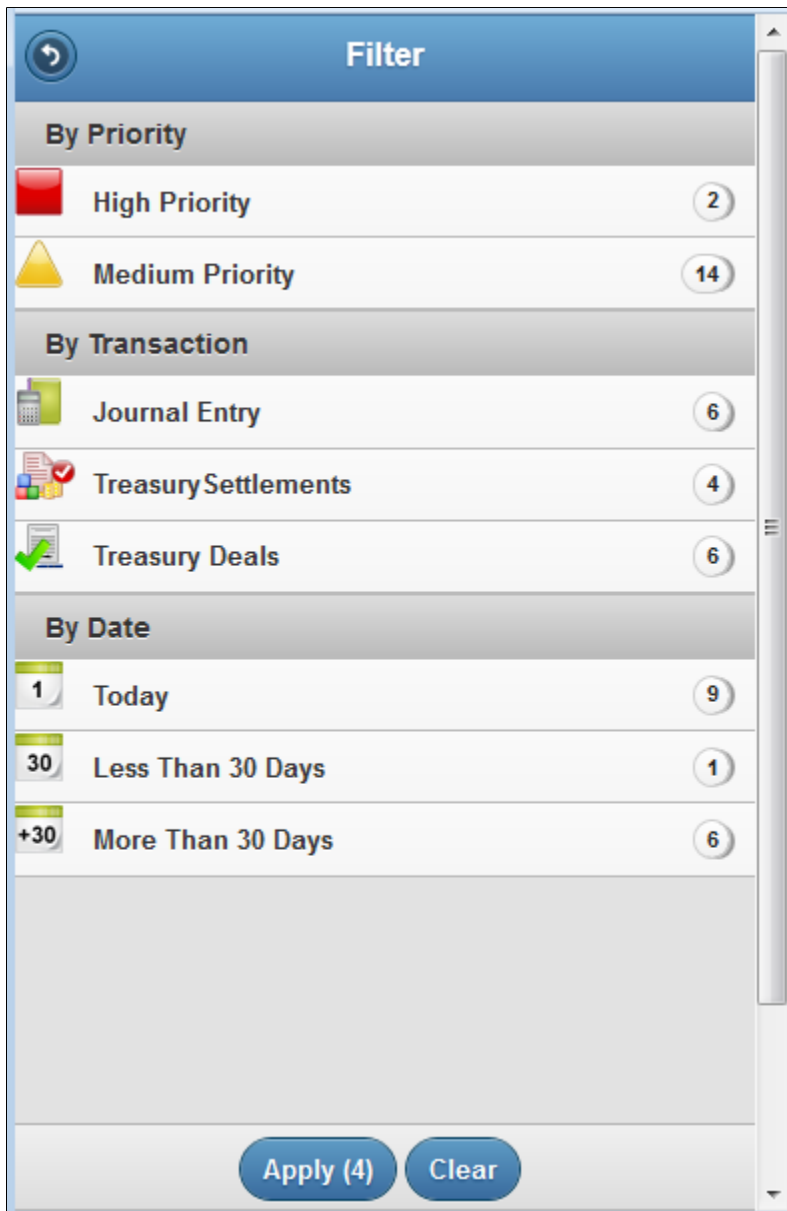 Filter
By Priority
High Priority 2
Medium Priority 14
By Transaction
Journal Entry 6
Treasury Settlements 4
Treasury Deals 6
By Date
1 Today 9
30 Less Than 30 Days 1
+30 More Than 30 Days 6
Apply (4) Clear